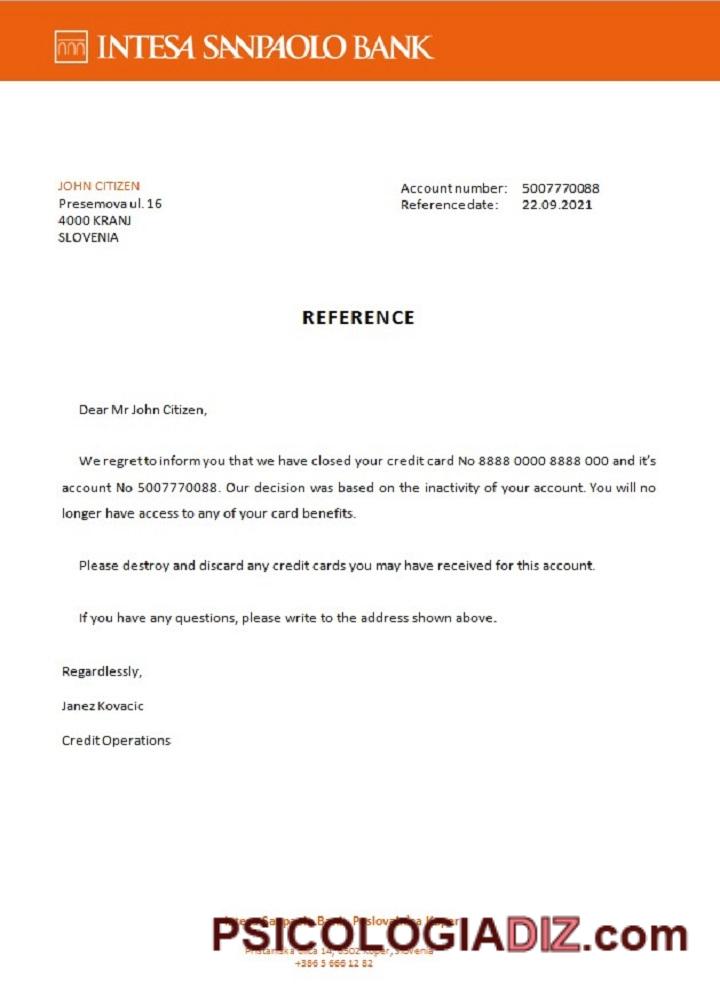 INTESA SANPAOLO BANK
JOHN CITIZEN
Presemova ul. 16
4000 KRANJ
SLOVENIA
Account number: 5007770088
Reference date: 22.09.2021
REFERENCE
Dear Mr John Citizen,
We regret to inform you that we have closed your credit card No 8888 0000 8888 000 and it's
account No 5007770088. Our decision was based on the inactivity of your account. You will no
longer have access to any of your card benefits.
Please destroy and discard any credit cards you may have received for this account.
If you have any questions, please write to the address shown above.
Regardlessly,
Janez Kovacic
Credit Operations
Intesa Sanpaolo Bank, Koper
PSICOLOGIADIZ.com
ulica 14, 6502 Koper, Slovenia
+386 5 666 12 82